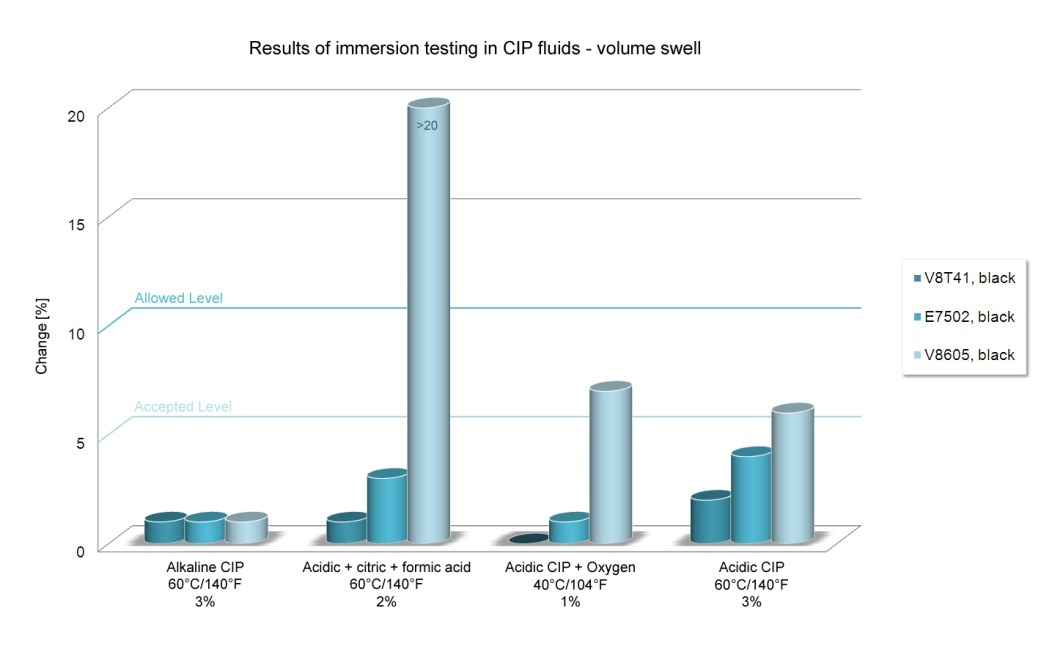 Results of immersion testing in CIP fluids - volume swell
20
>20
15
Allowed Level
10
Accepted Level
5
0
Change [%]
V8T41, black
E7502, black
V8605, black
Alkaline CIP
60°C/140°F
3%
Acidic + citric + formic acid
60°C/140°F
2%
Acidic CIP + Oxygen
40°C/104°F
1%
Acidic CIP
60°C/140°F
3%